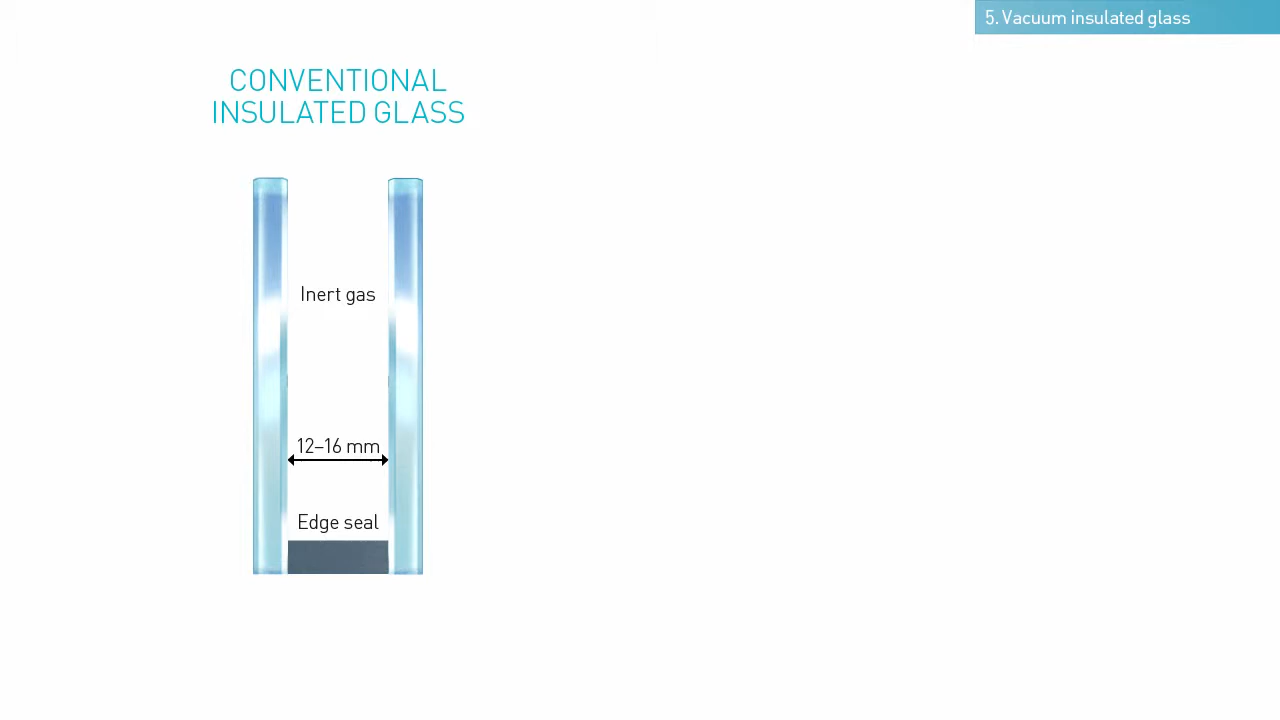 5. Vacuum insulated glass
CONVENTIONAL
INSULATED GLASS
Inert gas
12–16 mm
Edge seal